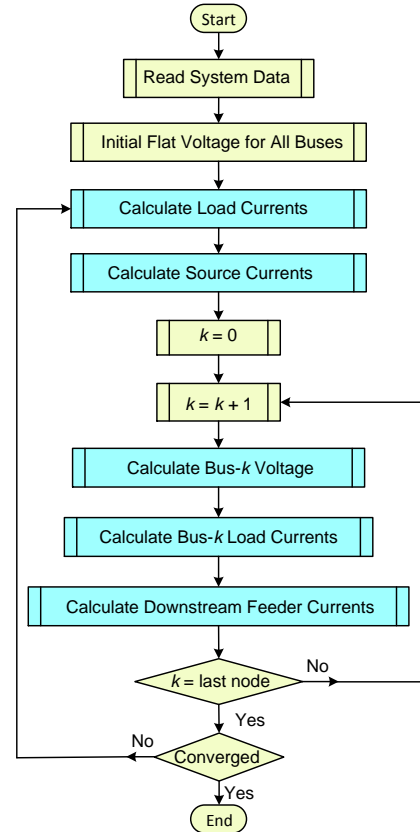 Start
Read System Data
Initial Flat Voltage for All Buses
Calculate Load Currents
Calculate Source Currents
k = 0
k = k + 1
Calculate Bus-k Voltage
Calculate Bus-k Load Currents
Calculate Downstream Feeder Currents
k = last node
No
Yes
No
Converged
Yes
End